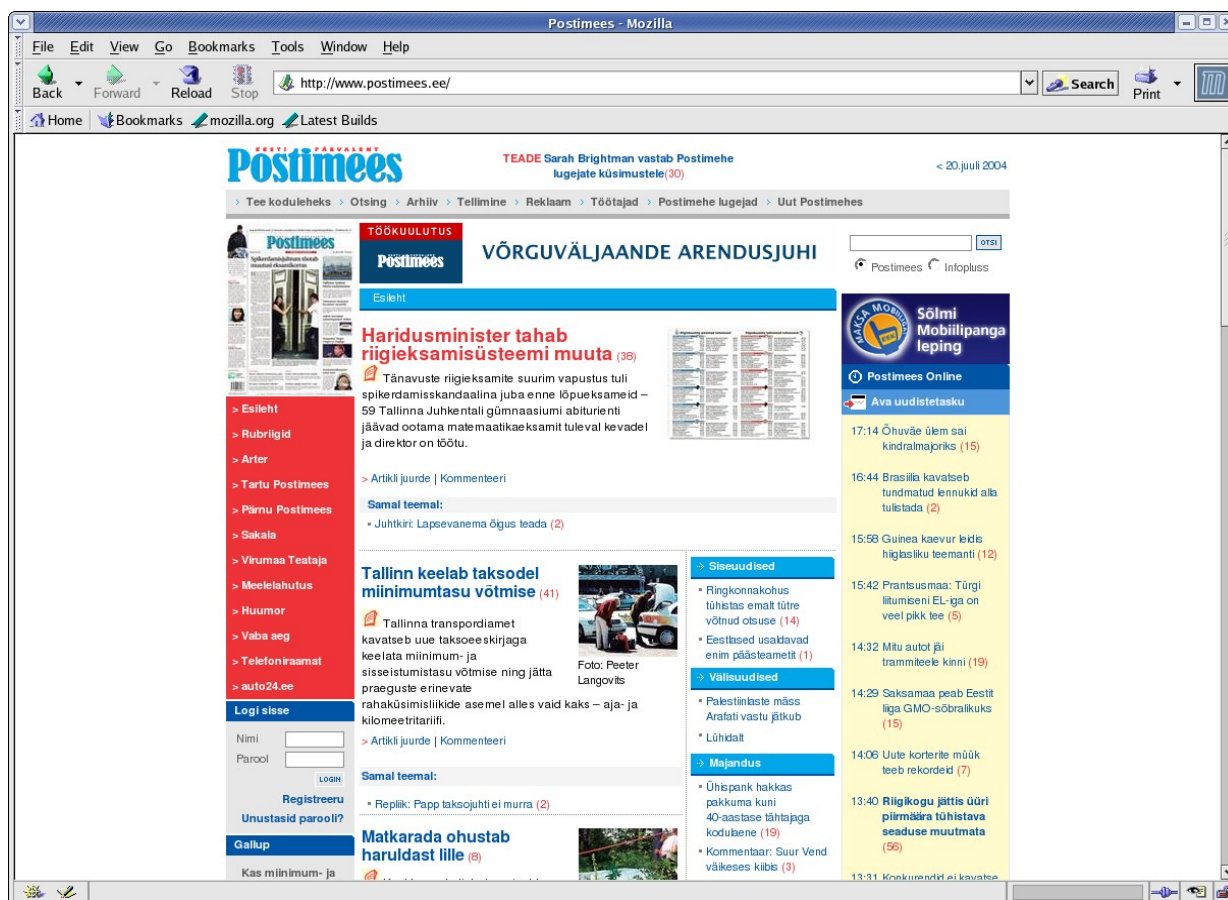 Postimees - Mozilla
File Edit View Go Bookmarks Tools Window Help
Back Forward Reload Stop http://www.postimees.ee/ Search Print
Home Bookmarks mozilla.org Latest Builds
EESTI PÄEVALEHT
Postimees
TEADE Sarah Brightman vastab Postimehe
lugejate küsimustele(30)
< 20.juuli 2004
> Tee koduleheks > Otsing > Arhiiv > Tellimine > Reklaam > Töötajad > Postimehe lugejad > Uut Postimehes
Postimees
TÖÖKUULUTUS
Postimees
VÕRGUVÄLJAANDE ARENDUSJUHI
OTSI
Postimees Infopluss
> Esileht
> Rubriigid
> Arter
> Tartu Postimees
> Pärnu Postimees
> Sakala
> Virumaa Teataja
> Meelelahutus
> Huumor
> Vaba aeg
> Telefoniraamat
> auto24.ee
Logi sisse
Nimi
Parool
LOGIN
Registreeru
Unustasid parooli?
Gallup
Kas miinimum- ja
Esileht
Haridusminister tahab
riigieksamisüsteemi muuta (38)
Tänavuste riigieksamite suurim vapustus tuli
spikerdamisskandaalina juba enne lõpueksameid –
59 Tallinna Juhkentali gümnaasiumi abiturienti
jäävad ootama matemaatikaeksamit tuleval kevadel
ja direktor on töötu.
> Artikli juurde | Kommenteeri
Samal teemal:
Juhtkiri: Lapsevanema õigus teada (2)
Tallinn keelab taksodel
miinimumtasu võtmise (41)
Tallinna transpordiamet
kavatseb uue taksoeeskirjaga
keelata miinimum- ja
sisseistumistasu võtmise ning jätta
praeguste erinevate
rahaküsimisliikide asemel alles vaid kaks – aja- ja
kilomeetritariifi.
Foto: Peeter
Langovits
> Artikli juurde | Kommenteeri
Samal teemal:
Repliik: Papp taksojuhti ei murra (2)
Matkarada ohustab
haruldast lille (8)
Siseuudised
Ringkonnakohus
tühistas emalt tütre
võtnud otsuse (14)
Eestlased usaldavad
enim päästeametit (1)
Välisuudised
Palestiinlaste mäss
Arafati vastu jätkub
Lühidalt
Majandus
Ühispank hakkas
pakkuma kuni
40-aastase tähtajaga
kodulaene (19)
Kommentaar: Suur Vend
väikeses kiibis (3)
MAKSA MOBIILIGA
EEK
Sõlmi
Mobiilipanga
leping
Postimees Online
Ava uudistetasku
17:14 Õhuväe ülem sai
kindralmajoriks (15)
16:44 Brasiilia kavatseb
tundmatud lennukid alla
tulistada (2)
15:58 Guinea kaevur leidis
hiiglasliku teemanti (12)
15:42 Prantsusmaa: Türgi
liitumiseni EL-iga on
veel pikk tee (5)
14:32 Mitu autot jäi
trammiteele kinni (19)
14:29 Saksamaa peab Eestit
liiga GMO-sõbralikuks
(15)
14:06 Uute korterite müük
teeb rekordeid (7)
13:40 Riigikogu jättis üüri
piirmäära tühistava
seaduse muutmata
(56)
13:31 Konkurendid ei kavatse